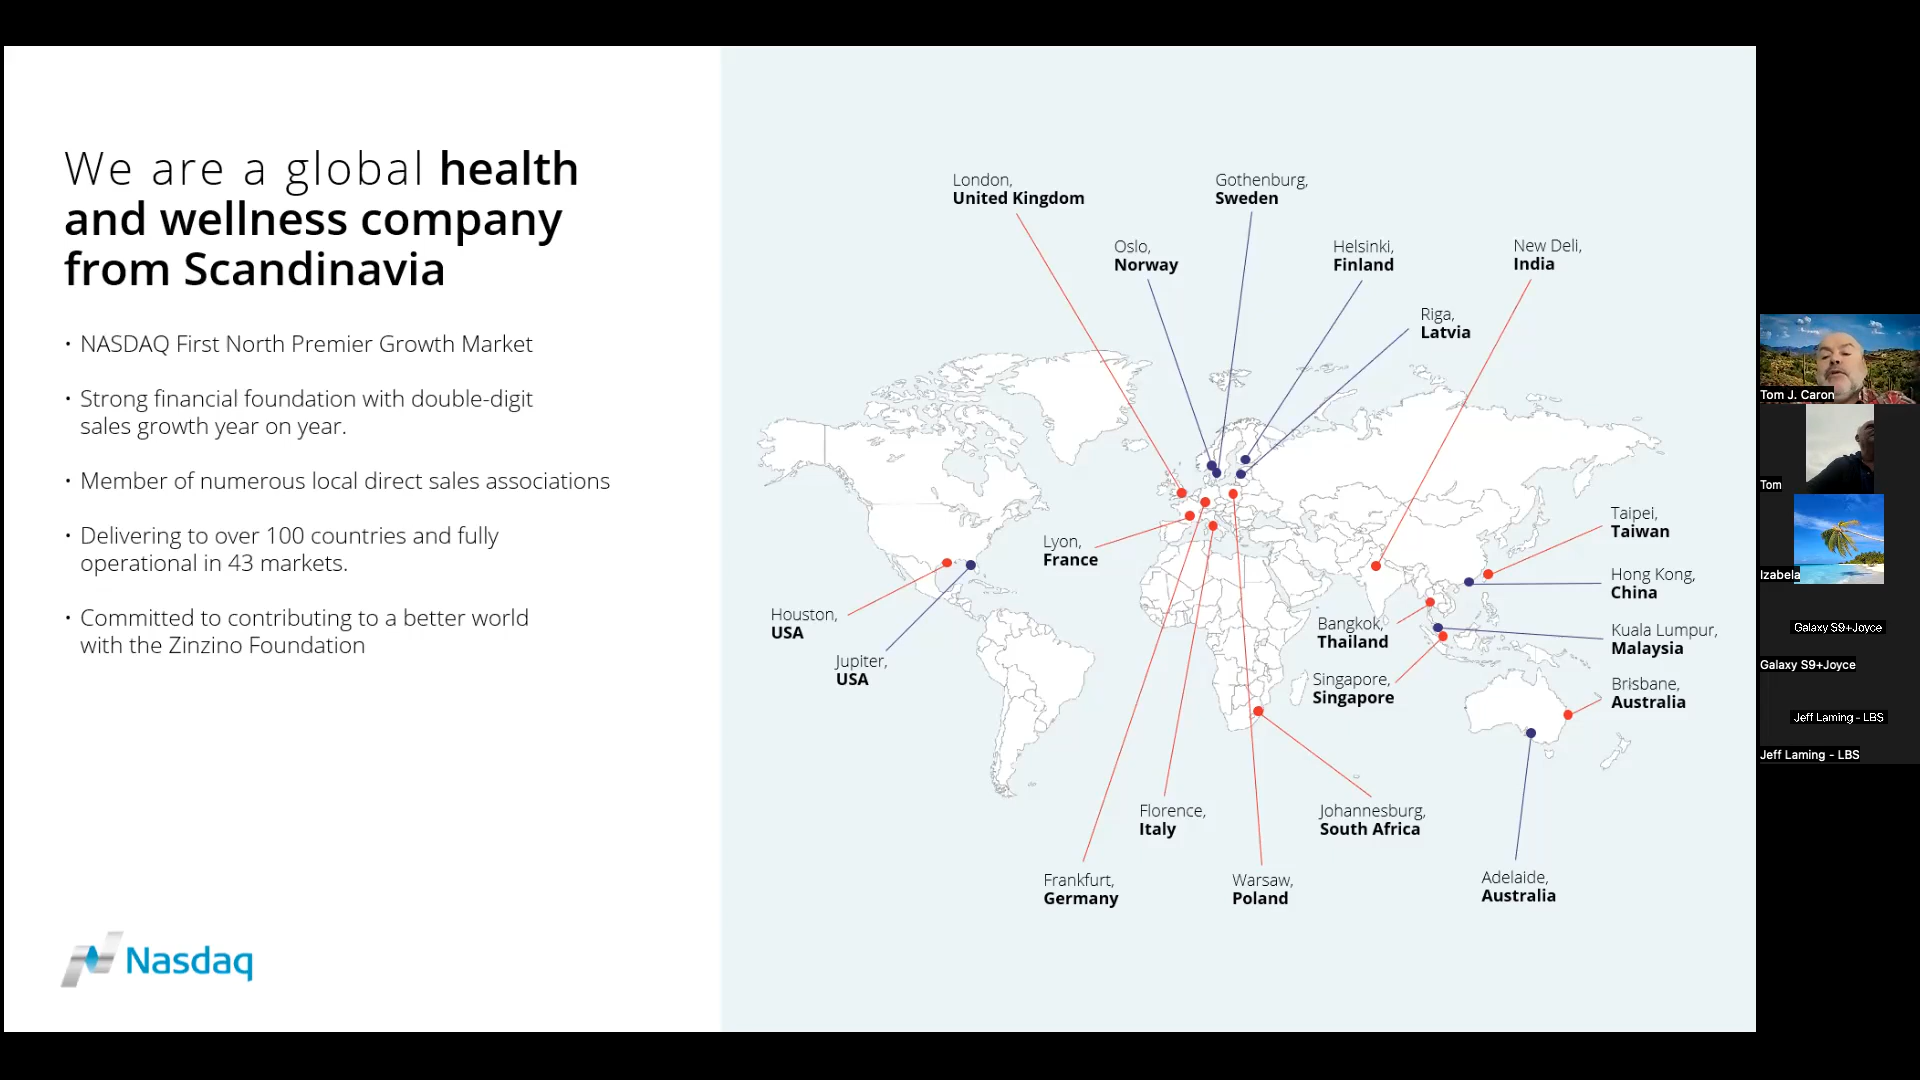 We are a global health
and wellness company
from Scandinavia
• NASDAQ First North Premier Growth Market
• Strong financial foundation with double-digit
sales growth year on year.
• Member of numerous local direct sales associations
• Delivering to over 100 countries and fully
operational in 43 markets.
• Committed to contributing to a better world
with the Zinzino Foundation
Nasdaq
London,
United Kingdom
Gothenburg,
Sweden
Oslo,
Norway
Helsinki,
Finland
New Deli,
India
Riga,
Latvia
Lyon,
France
Taipei,
Taiwan
Hong Kong,
China
Houston,
USA
Bangkok,
Thailand
Kuala Lumpur,
Malaysia
Jupiter,
USA
Singapore,
Singapore
Brisbane,
Australia
Florence,
Italy
Johannesburg,
South Africa
Frankfurt,
Germany
Warsaw,
Poland
Adelaide,
Australia
Tom J. Caron
Tom
Izabela
Galaxy S9+Joyce
Galaxy S9+Joyce
Jeff Laming - LBS
Jeff Laming - LBS